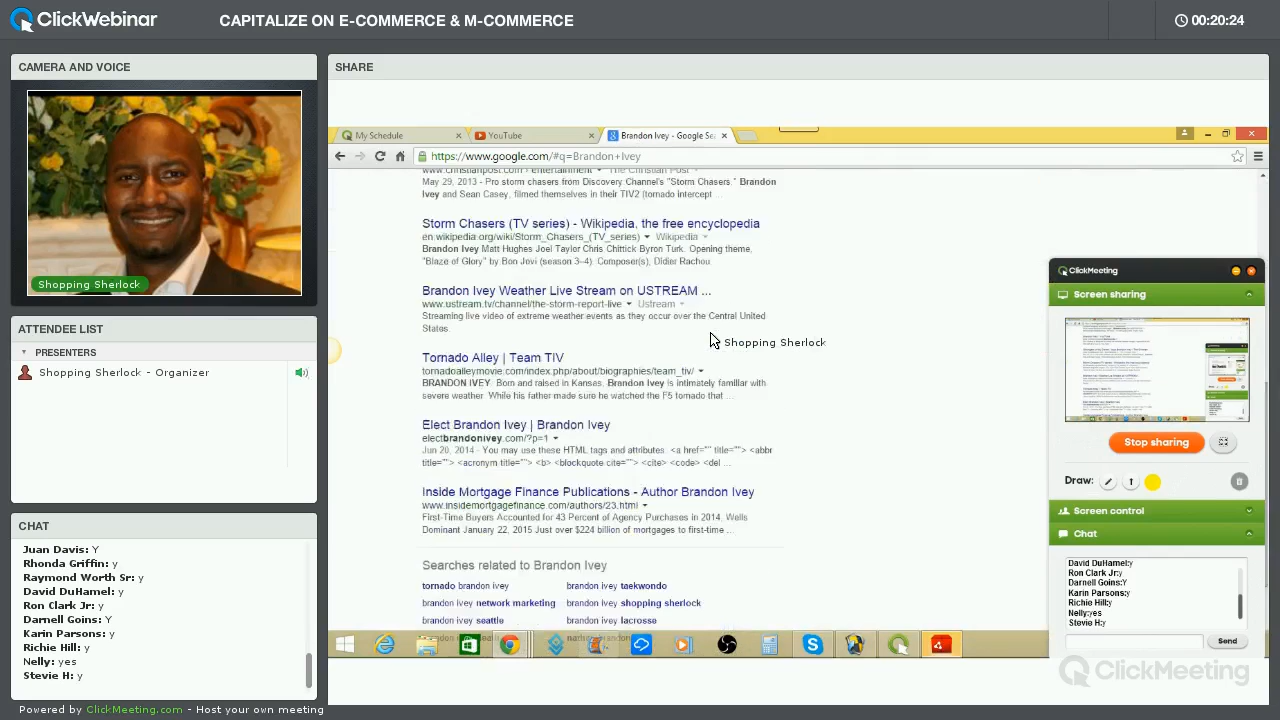 ClickWebinar
CAPITALIZE ON E-COMMERCE & M-COMMERCE
00:20:24
CAMERA AND VOICE
Shopping Sherlock
ATTENDEE LIST
PRESENTERS
Shopping Sherlock - Organizer
CHAT
Juan Davis: Y
Rhonda Griffin: y
Raymond Worth Sr: y
David DuHamel: y
Ron Clark Jr: y
Darnell Goins: Y
Karin Parsons: y
Richie Hill: y
Nelly: yes
Stevie H: y
Powered by ClickMeeting.com - Host your own meeting
SHARE
My Schedule
YouTube
Brandon Ivey - Google Se
https://www.google.com/#q=Brandon+Ivey
www.christianpost.com › entertainment ▾ The Christian Post
May 29, 2013 - Pro storm chasers from Discovery Channel's "Storm Chasers," Brandon
Ivey and Sean Casey, filmed themselves in their TIV2 (tornado intercept ...
Storm Chasers (TV series) - Wikipedia, the free encyclopedia
en.wikipedia.org/wiki/Storm_Chasers_(TV_series) ▾ Wikipedia
Brandon Ivey Matt Hughes Joel Taylor Chris Chittick Byron Turk. Opening theme,
"Blaze of Glory" by Bon Jovi (season 3–4). Composer(s), Didier Rachou.
Brandon Ivey Weather Live Stream on USTREAM ...
www.ustream.tv/channel/the-storm-report-live ▾ Ustream
Streaming live video of extreme weather events as they occur over the Central United
States.
Shopping Sherlock
Tornado Alley | Team TIV
tornadoalleymovie.com/index.php/about/biographies/team_tiv/ ▾
BRANDON IVEY. Born and raised in Kansas. Brandon Ivey is intimately familiar with
severe weather. While his father made sure he watched the F5 tornado that ...
Elect Brandon Ivey | Brandon Ivey
electbrandonivey.com/?p=1 ▾
Jun 20, 2014 - You may use these HTML tags and attributes: <a href="" title=""> <abbr
title=""> <acronym title=""> <b> <blockquote cite=""> <cite> <code> <del ...
Inside Mortgage Finance Publications - Author Brandon Ivey
www.insidemortgagefinance.com/authors/23.html ▾
First-Time Buyers Accounted for 43 Percent of Agency Purchases in 2014, Wells
Dominant January 22, 2015 Just over $224 billion of mortgages to first-time ...
Searches related to Brandon Ivey
tornado brandon ivey
brandon ivey taekwondo
brandon ivey network marketing
brandon ivey shopping sherlock
brandon ivey seattle
brandon ivey lacrosse
ClickMeeting
Screen sharing
Stop sharing
Draw:
Screen control
Chat
David DuHamel:y
Ron Clark Jr:y
Darnell Goins:Y
Karin Parsons:y
Richie Hill:y
Nelly:yes
Stevie H:y
Send
ClickMeeting